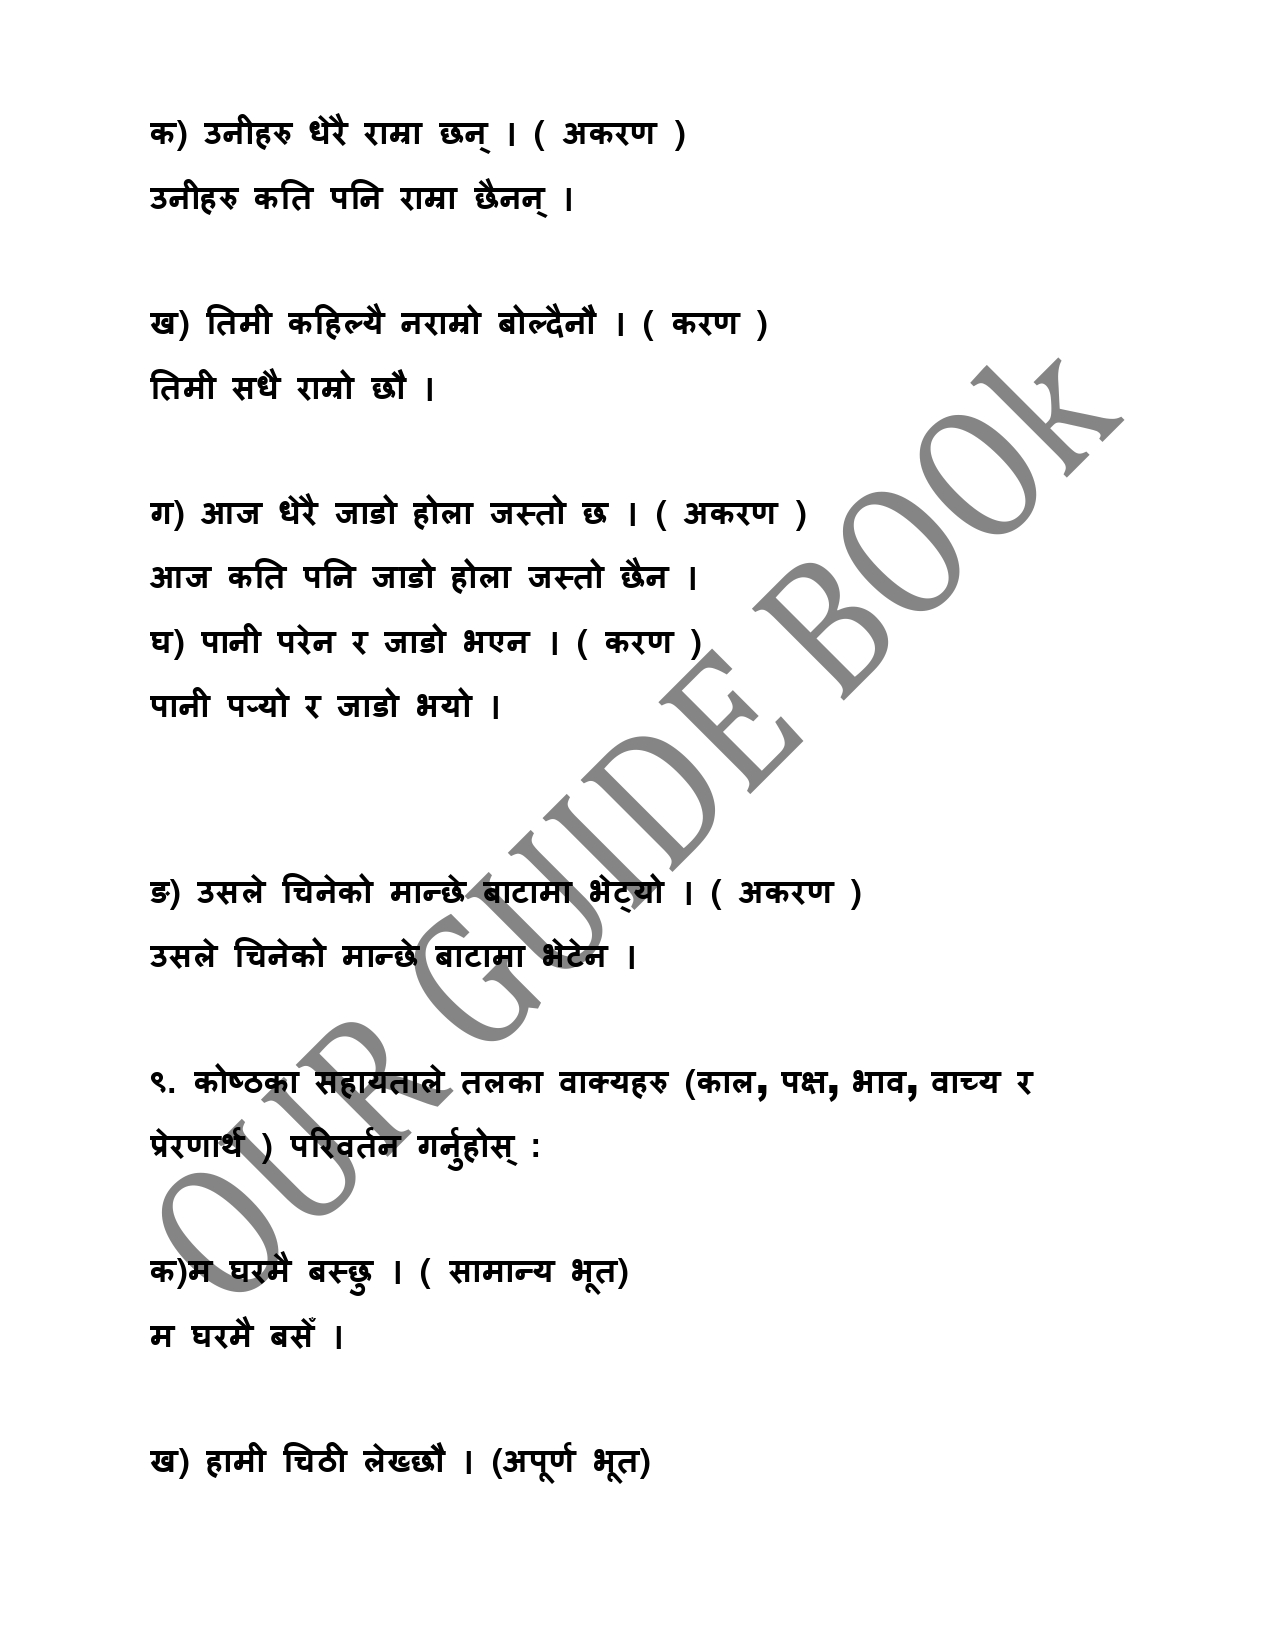 क) उनीहरु धेरै राम्रा छन् । ( अकरण )
उनीहरु कति पनि राम्रा छैनन् ।
ख) तिमी कहिल्यै नराम्रो बोल्दैनौ । ( करण )
तिमी सधै राम्रो छौ ।
ग) आज धेरै जाडो होला जस्तो छ । ( अकरण )
आज कति पनि जाडो होला जस्तो छैन ।
घ) पानी परेन र जाडो भएन । ( करण )
पानी पऱ्यो र जाडो भयो ।
ङ) उसले चिनेको मान्छे बाटामा भेट्यो । ( अकरण )
उसले चिनेको मान्छे बाटामा भेटेन ।
९. कोष्ठका सहायताले तलका वाक्यहरु (काल, पक्ष, भाव, वाच्य र
प्रेरणार्थ ) परिवर्तन गर्नुहोस् :
क)म घरमै बस्छु । ( सामान्य भूत)
म घरमै बसेँ ।
ख) हामी चिठी लेख्छौ । (अपूर्ण भूत)
OUR GUIDE BOOk